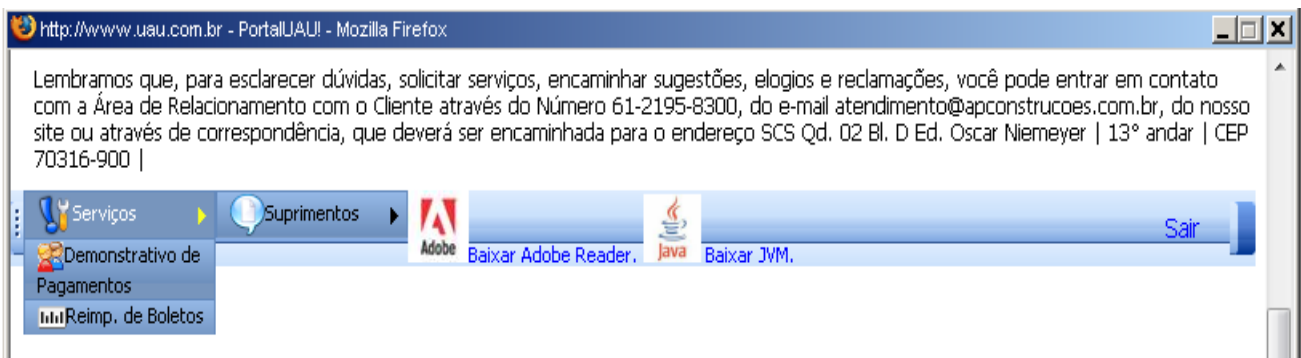 http://www.uau.com.br - PortalUAU! - Mozilla Firefox
Lembramos que, para esclarecer dúvidas, solicitar serviços, encaminhar sugestões, elogios e reclamações, você pode entrar em contato
com a Área de Relacionamento com o Cliente através do Número 61-2195-8300, do e-mail atendimento@apconstrucoes.com.br, do nosso
site ou através de correspondência, que deverá ser encaminhada para o endereço SCS Qd. 02 Bl. D Ed. Oscar Niemeyer | 13° andar | CEP
70316-900 |
Serviços Suprimentos Sair
Adobe Baixar Adobe Reader. Java Baixar JVM.
Demonstrativo de
Pagamentos
Reimp. de Boletos